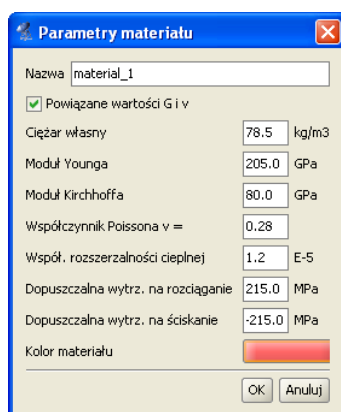 Parametry materiału
Nazwa material_1
Powiązane wartości G i v
Ciężar własny 78.5 kg/m3
Moduł Younga 205.0 GPa
Moduł Kirchhoffa 80.0 GPa
Współczynnik Poissona v = 0.28
Współ. rozszerzalności cieplnej 1.2 E-5
Dopuszczalna wytrz. na rozciąganie 215.0 MPa
Dopuszczalna wytrz. na ściskanie -215.0 MPa
Kolor materiału
OK Anuluj